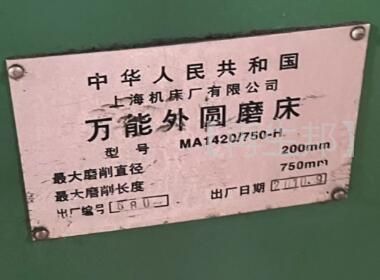 中华人民共和国
上海机床厂有限公司
万能外圆磨床
型号 MA1420/750-H
最大磨削直径 200mm
最大磨削长度 750mm
出厂编号 出厂日期